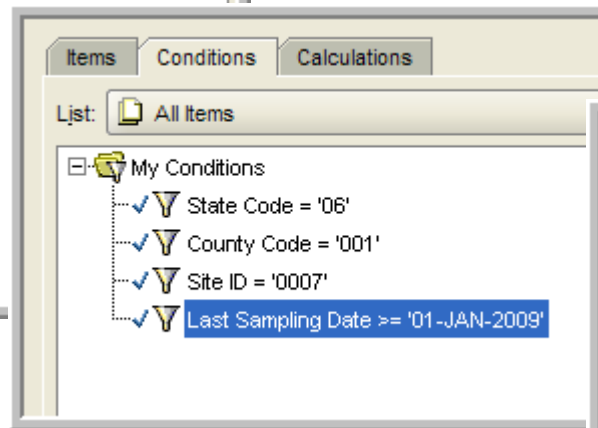 Items Conditions Calculations
List: All Items
My Conditions
State Code = '06'
County Code = '001'
Site ID = '0007'
Last Sampling Date >= '01-JAN-2009'